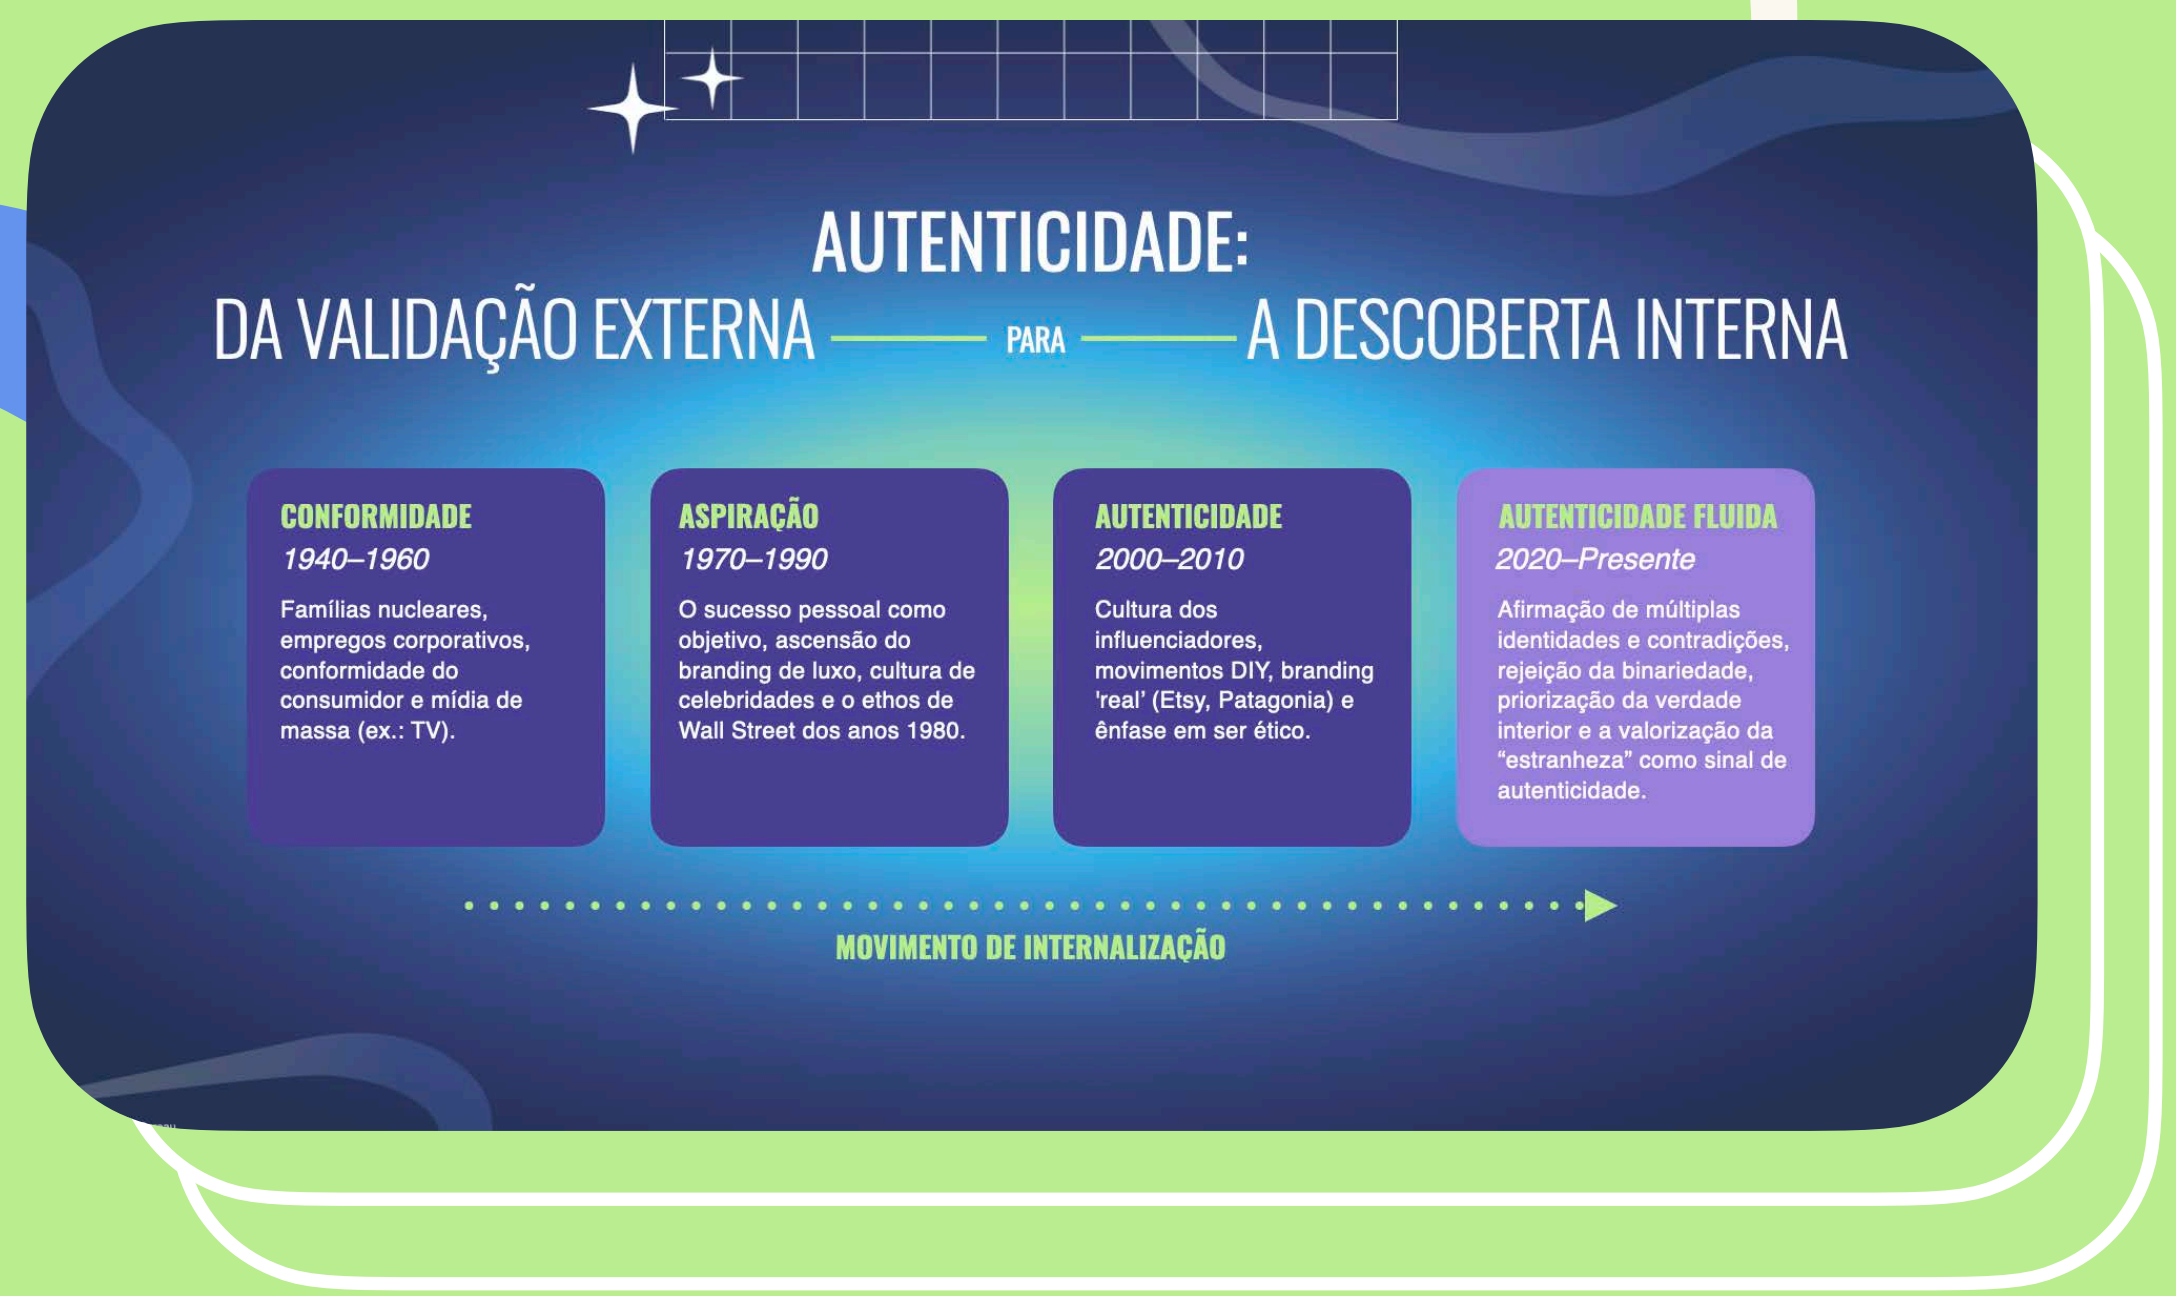 AUTENTICIDADE:
DA VALIDAÇÃO EXTERNA PARA A DESCOBERTA INTERNA
CONFORMIDADE
1940–1960
Famílias nucleares,
empregos corporativos,
conformidade do
consumidor e mídia de
massa (ex.: TV).
ASPIRAÇÃO
1970–1990
O sucesso pessoal como
objetivo, ascensão do
branding de luxo, cultura de
celebridades e o ethos de
Wall Street dos anos 1980.
AUTENTICIDADE
2000–2010
Cultura dos
influenciadores,
movimentos DIY, branding
'real’ (Etsy, Patagonia) e
ênfase em ser ético.
AUTENTICIDADE FLUIDA
2020–Presente
Afirmação de múltiplas
identidades e contradições,
rejeição da binariedade,
priorização da verdade
interior e a valorização da
“estranheza” como sinal de
autenticidade.
MOVIMENTO DE INTERNALIZAÇÃO